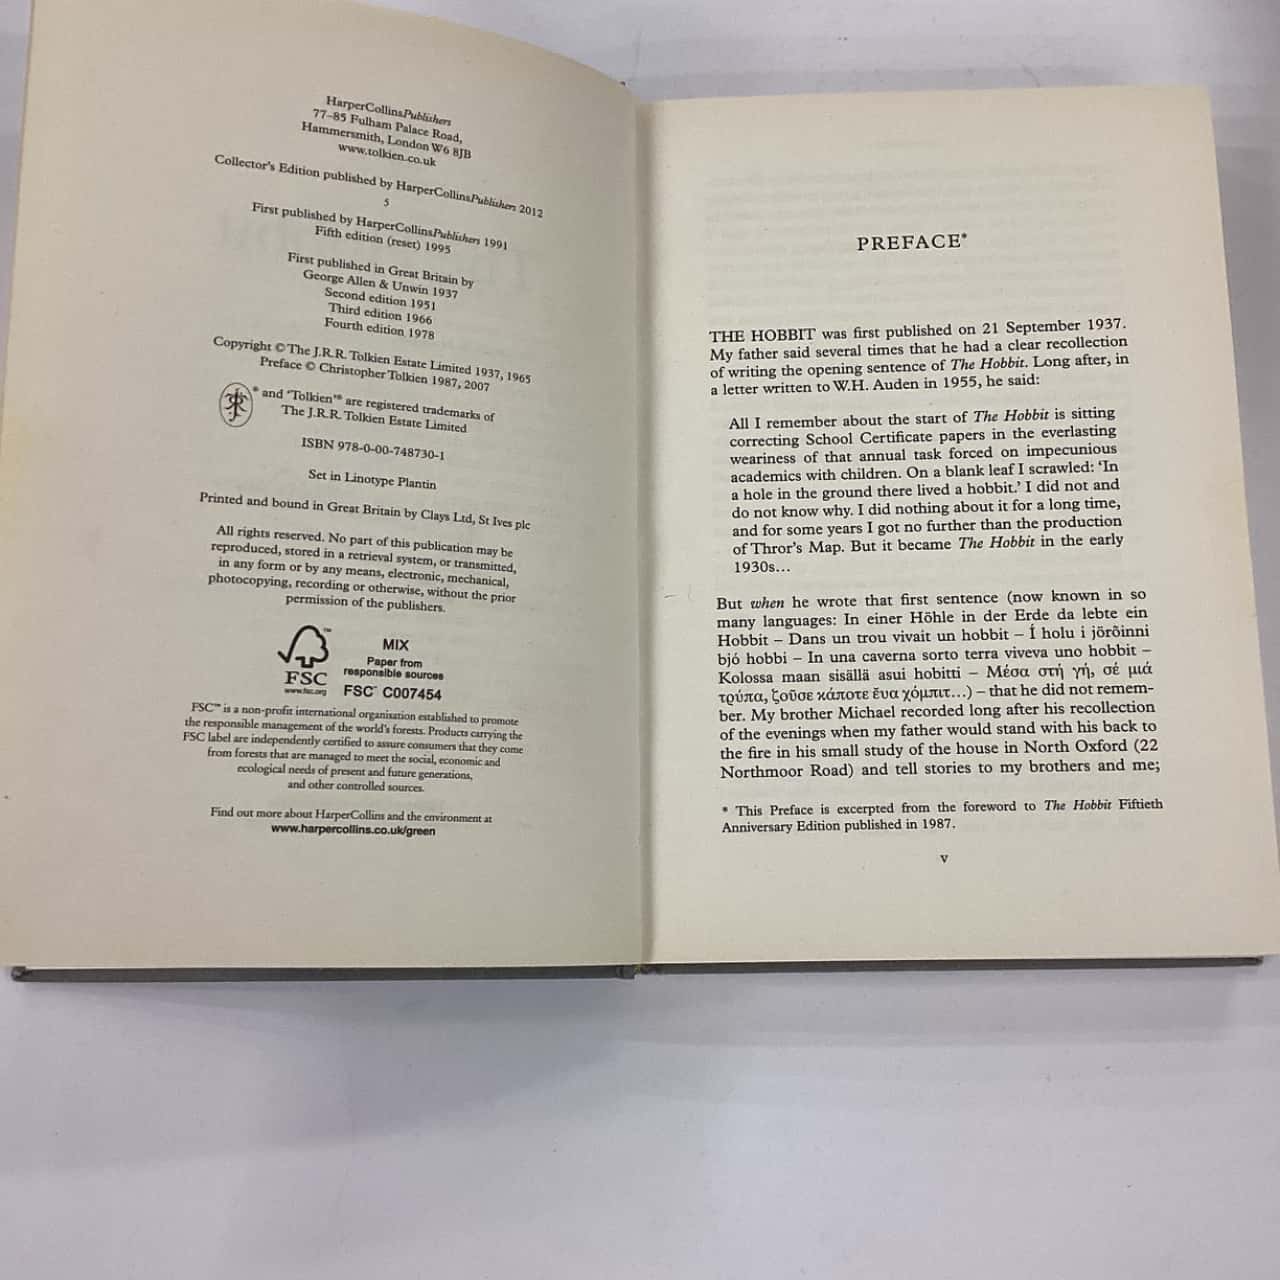 HarperCollinsPublishers
77–85 Fulham Palace Road,
Hammersmith, London W6 8JB
www.tolkien.co.uk
Collector's Edition published by HarperCollinsPublishers 2012
5
First published by HarperCollinsPublishers 1991
Fifth edition (reset) 1995
First published in Great Britain by
George Allen & Unwin 1937
Second edition 1951
Third edition 1966
Fourth edition 1978
Copyright © The J.R.R. Tolkien Estate Limited 1937, 1965
Preface © Christopher Tolkien 1987, 2007
® and 'Tolkien'® are registered trademarks of
The J.R.R. Tolkien Estate Limited
ISBN 978-0-00-748730-1
Set in Linotype Plantin
Printed and bound in Great Britain by Clays Ltd, St Ives plc
All rights reserved. No part of this publication may be
reproduced, stored in a retrieval system, or transmitted,
in any form or by any means, electronic, mechanical,
photocopying, recording or otherwise, without the prior
permission of the publishers.
FSC
www.fsc.org
MIX
Paper from
responsible sources
FSC™ C007454
FSC™ is a non-profit international organisation established to promote
the responsible management of the world's forests. Products carrying the
FSC label are independently certified to assure consumers that they come
from forests that are managed to meet the social, economic and
ecological needs of present and future generations,
and other controlled sources.
Find out more about HarperCollins and the environment at
www.harpercollins.co.uk/green
PREFACE*
THE HOBBIT was first published on 21 September 1937.
My father said several times that he had a clear recollection
of writing the opening sentence of The Hobbit. Long after, in
a letter written to W.H. Auden in 1955, he said:
All I remember about the start of The Hobbit is sitting
correcting School Certificate papers in the everlasting
weariness of that annual task forced on impecunious
academics with children. On a blank leaf I scrawled: 'In
a hole in the ground there lived a hobbit.' I did not and
do not know why. I did nothing about it for a long time,
and for some years I got no further than the production
of Thror's Map. But it became The Hobbit in the early
1930s…
But when he wrote that first sentence (now known in so
many languages: In einer Höhle in der Erde da lebte ein
Hobbit – Dans un trou vivait un hobbit – Í holu i jörðinni
bjó hobbi – In una caverna sorto terra viveva uno hobbit –
Kolossa maan sisällä asui hobitti – Μέσα στή γή, σέ μιά
τρύπα, ζοῦσε κάποτε ἕνα χόμπιτ…) – that he did not remem-
ber. My brother Michael recorded long after his recollection
of the evenings when my father would stand with his back to
the fire in his small study of the house in North Oxford (22
Northmoor Road) and tell stories to my brothers and me;
* This Preface is excerpted from the foreword to The Hobbit Fiftieth
Anniversary Edition published in 1987.
v